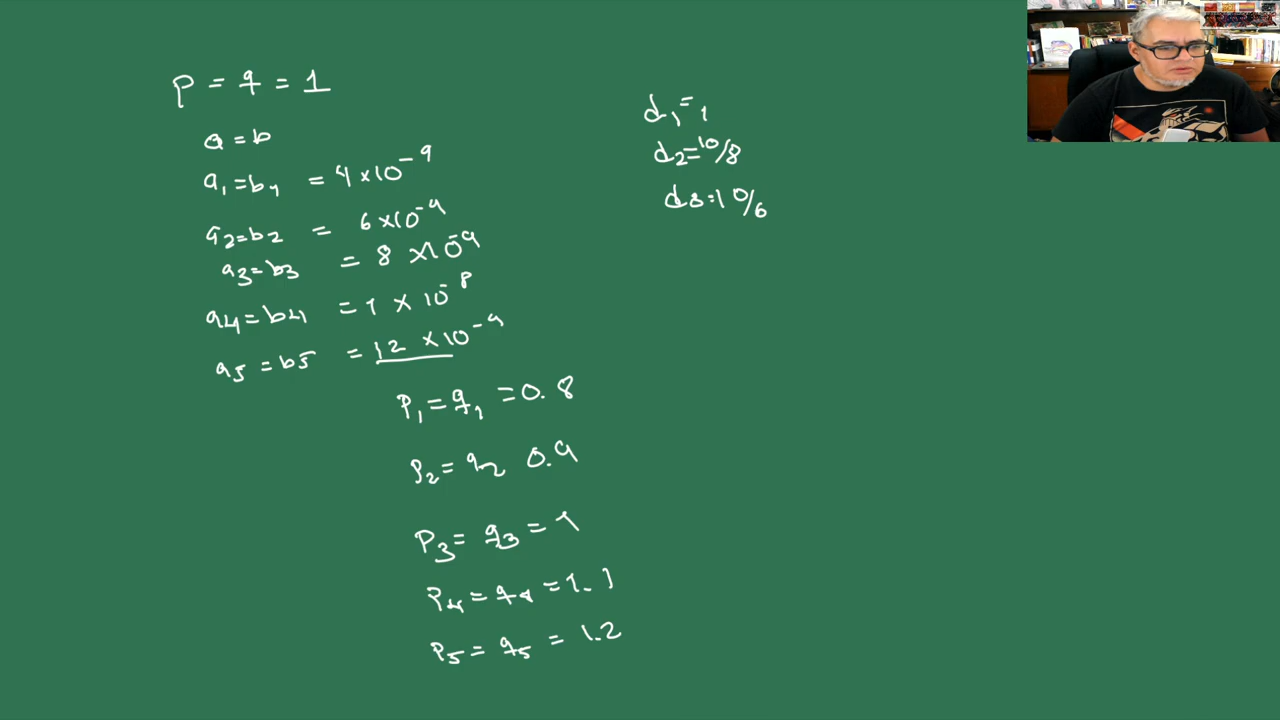 p = q = 1
a = b
a₁ = b₁ = 4 × 10⁻⁹
a₂ = b₂ = 6 × 10⁻⁹
a₃ = b₃ = 8 × 10⁻⁹
a₄ = b₄ = 1 × 10⁻⁸
a₅ = b₅ = 12 × 10⁻⁹
P₁ = q₁ = 0.8
P₂ = q₂ 0.9
P₃ = q₃ = 1
P₄ = q₄ = 1.1
P₅ = q₅ = 1.2
d₁ = 1
d₂ = 10/8
d₃ = 10/6